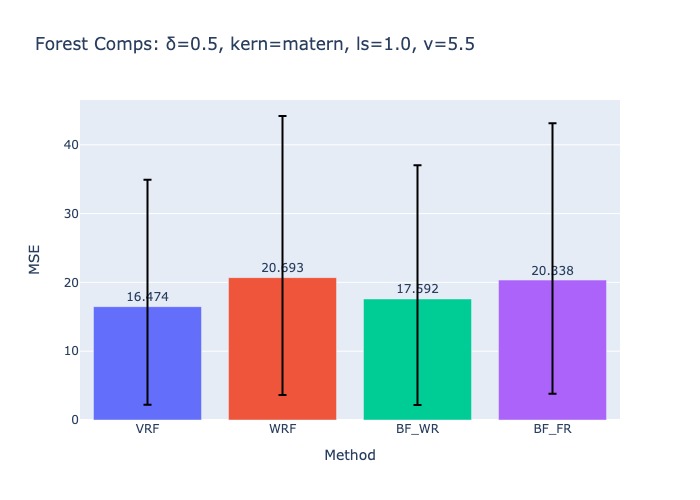 Forest Comps: δ=0.5, kern=matern, ls=1.0, v=5.5
MSE
40
30
20
10
0
16.474
20.693
17.592
20.338
VRF
WRF
BF_WR
BF_FR
Method